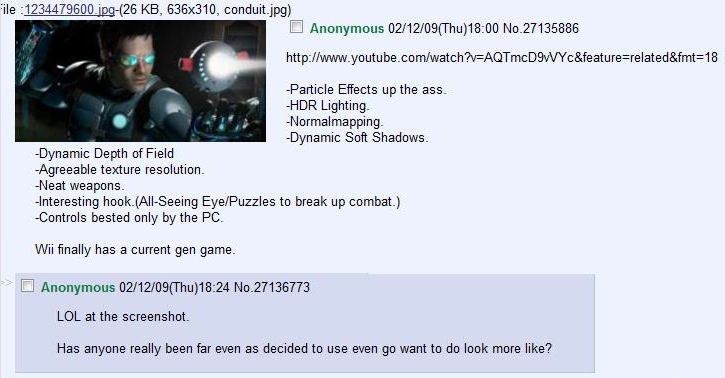 ile :1234479600.jpg-(26 KB, 636x310, conduit.jpg)
Anonymous 02/12/09(Thu)18:00 No.27135886
http://www.youtube.com/watch?v=AQTmcD9vVYc&feature=related&fmt=18
-Particle Effects up the ass.
-HDR Lighting.
-Normalmapping.
-Dynamic Soft Shadows.
-Dynamic Depth of Field
-Agreeable texture resolution.
-Neat weapons.
-Interesting hook.(All-Seeing Eye/Puzzles to break up combat.)
-Controls bested only by the PC.
Wii finally has a current gen game.
>> Anonymous 02/12/09(Thu)18:24 No.27136773
LOL at the screenshot.
Has anyone really been far even as decided to use even go want to do look more like?